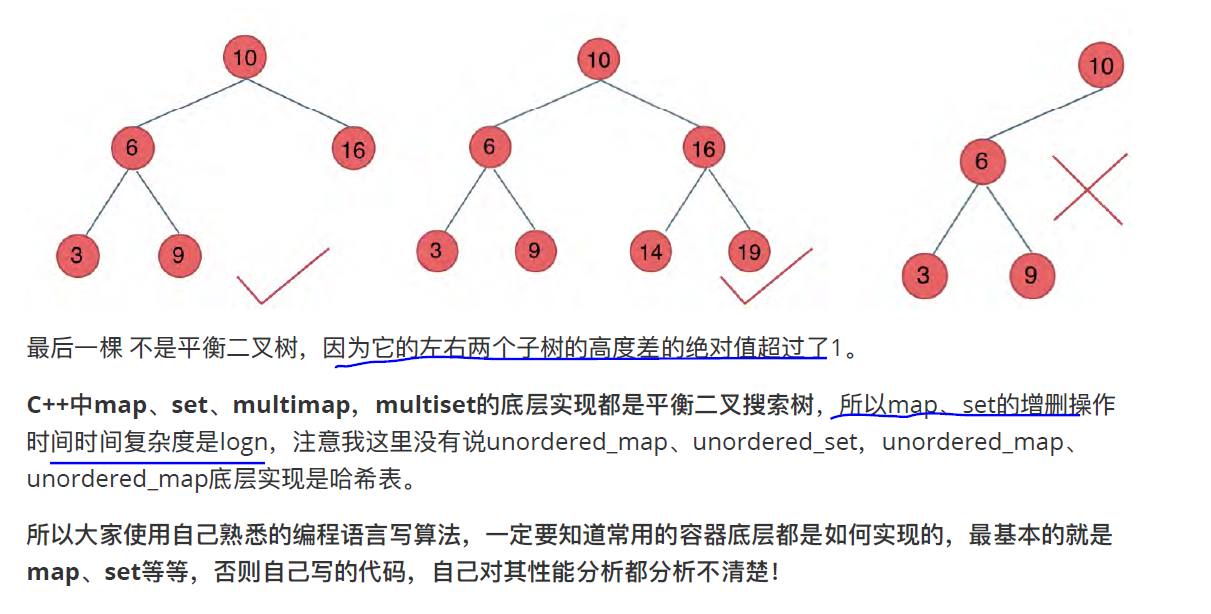 10 10 10
6 16 6 16 6
3 9 3 9 14 19 3 9
最后一棵 不是平衡二叉树，因为它的左右两个子树的高度差的绝对值超过了1。
C++中map、set、multimap，multiset的底层实现都是平衡二叉搜索树，所以map、set的增删操作
时间时间复杂度是logn，注意我这里没有说unordered_map、unordered_set，unordered_map、
unordered_map底层实现是哈希表。
所以大家使用自己熟悉的编程语言写算法，一定要知道常用的容器底层都是如何实现的，最基本的就是
map、set等等，否则自己写的代码，自己对其性能分析都分析不清楚！